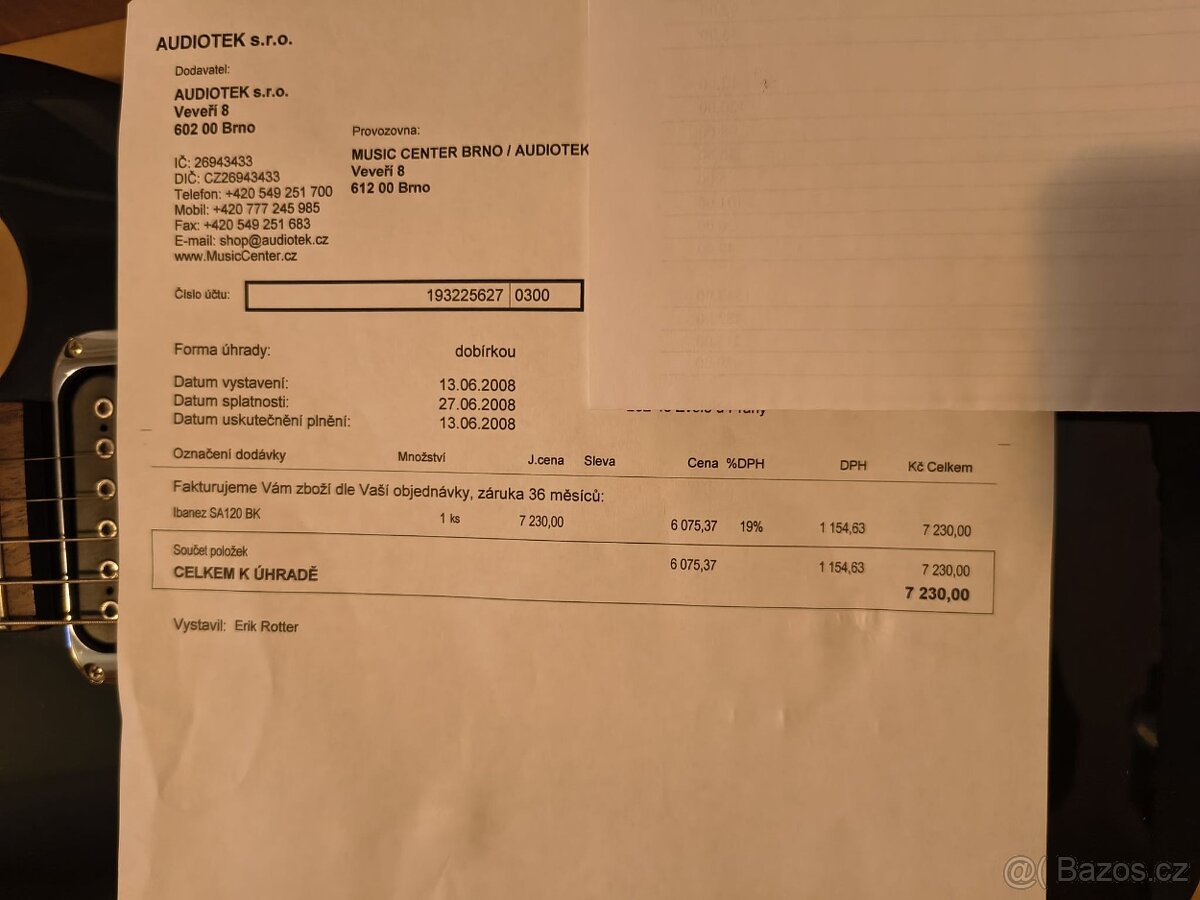 AUDIOTEK s.r.o.
Dodavatel:
AUDIOTEK s.r.o.
Veveří 8
602 00 Brno
Provozovna:
MUSIC CENTER BRNO / AUDIOTEK
Veveří 8
612 00 Brno
IČ: 26943433
DIČ: CZ26943433
Telefon: +420 549 251 700
Mobil: +420 777 245 985
Fax: +420 549 251 683
E-mail: shop@audiotek.cz
www.MusicCenter.cz
Číslo účtu: 193225627 0300
Forma úhrady: dobírkou
Datum vystavení: 13.06.2008
Datum splatnosti: 27.06.2008
Datum uskutečnění plnění: 13.06.2008
Označení dodávky Množství J.cena Sleva Cena %DPH DPH Kč Celkem
Fakturujeme Vám zboží dle Vaší objednávky, záruka 36 měsíců:
Ibanez SA120 BK 1 ks 7 230,00 6 075,37 19% 1 154,63 7 230,00
Součet položek 6 075,37 1 154,63 7 230,00
CELKEM K ÚHRADĚ 7 230,00
Vystavil: Erik Rotter
@( Bazos.cz